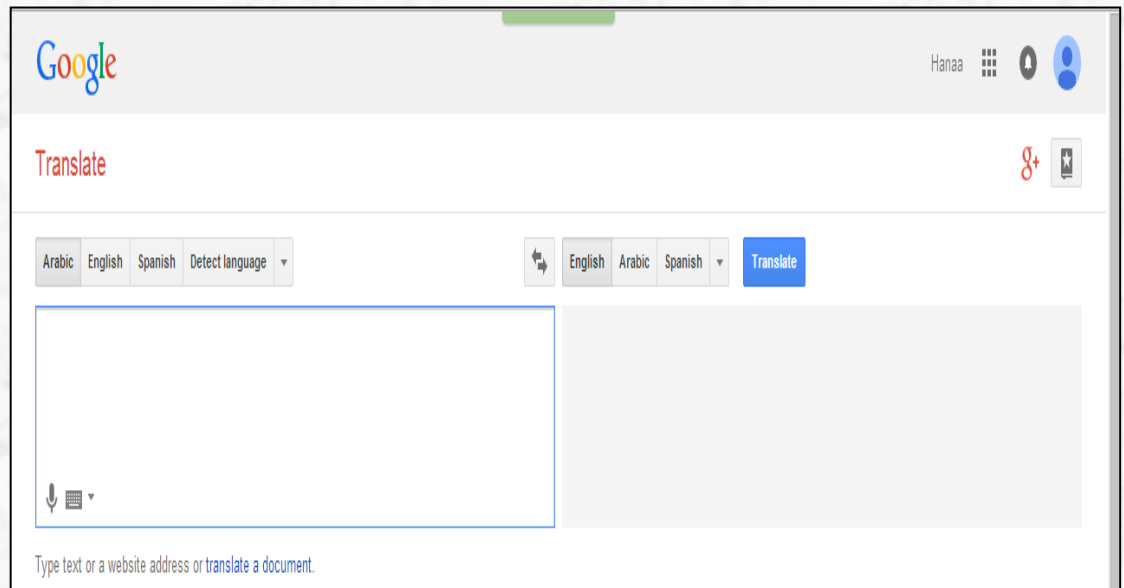 Google
Hanaa
Translate
g+
Arabic English Spanish Detect language English Arabic Spanish Translate
Type text or a website address or translate a document.